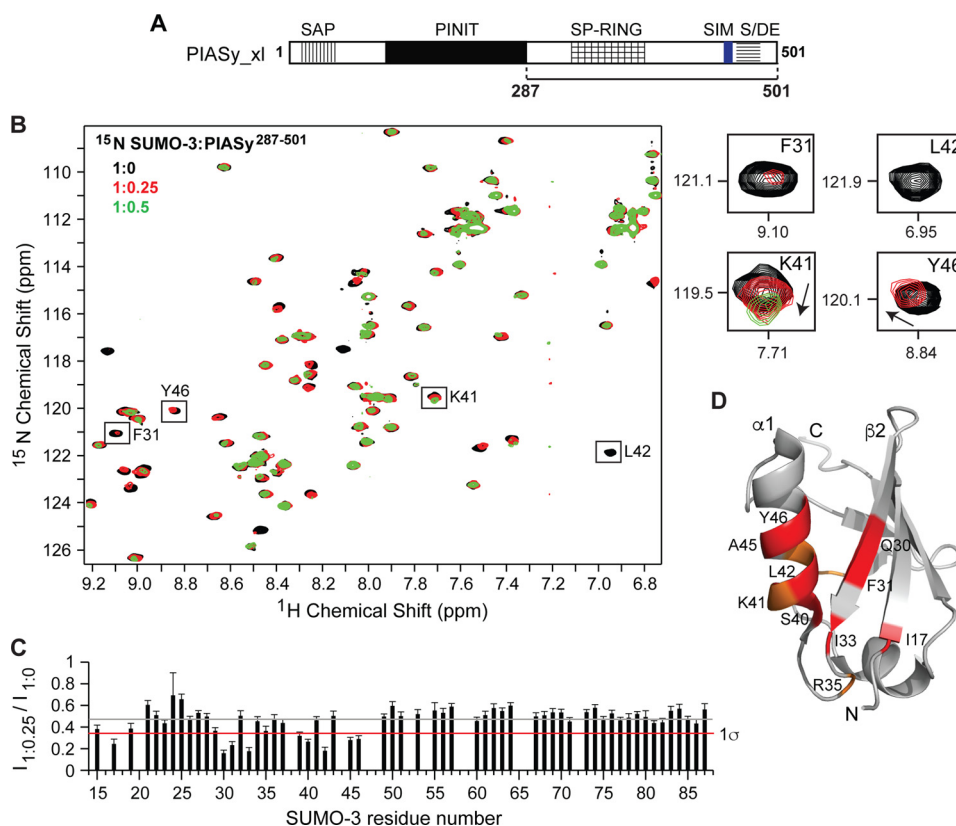 A
SAP PINIT SP-RING SIM S/DE
PIASy_xl 1 501
287 501
B
15N SUMO-3:PIASy287-501
1:0
1:0.25
1:0.5
15N Chemical Shift (ppm)
110
112
114
116
118
120
122
124
126
Y46
F31
K41
L42
9.2 9.0 8.8 8.6 8.4 8.2 8.0 7.8 7.6 7.4 7.2 7.0 6.8
1H Chemical Shift (ppm)
F31
121.1
9.10
L42
121.9
6.95
K41
119.5
7.71
Y46
120.1
8.84
D
α1 C β2
Y46
A45
Q30
L42
F31
K41
S40
I33
I17
R35
N
C
I1:0.25 / I1:0
1
0.8
0.6
0.4
0.2
0
1σ
15 20 25 30 35 40 45 50 55 60 65 70 75 80 85
SUMO-3 residue number